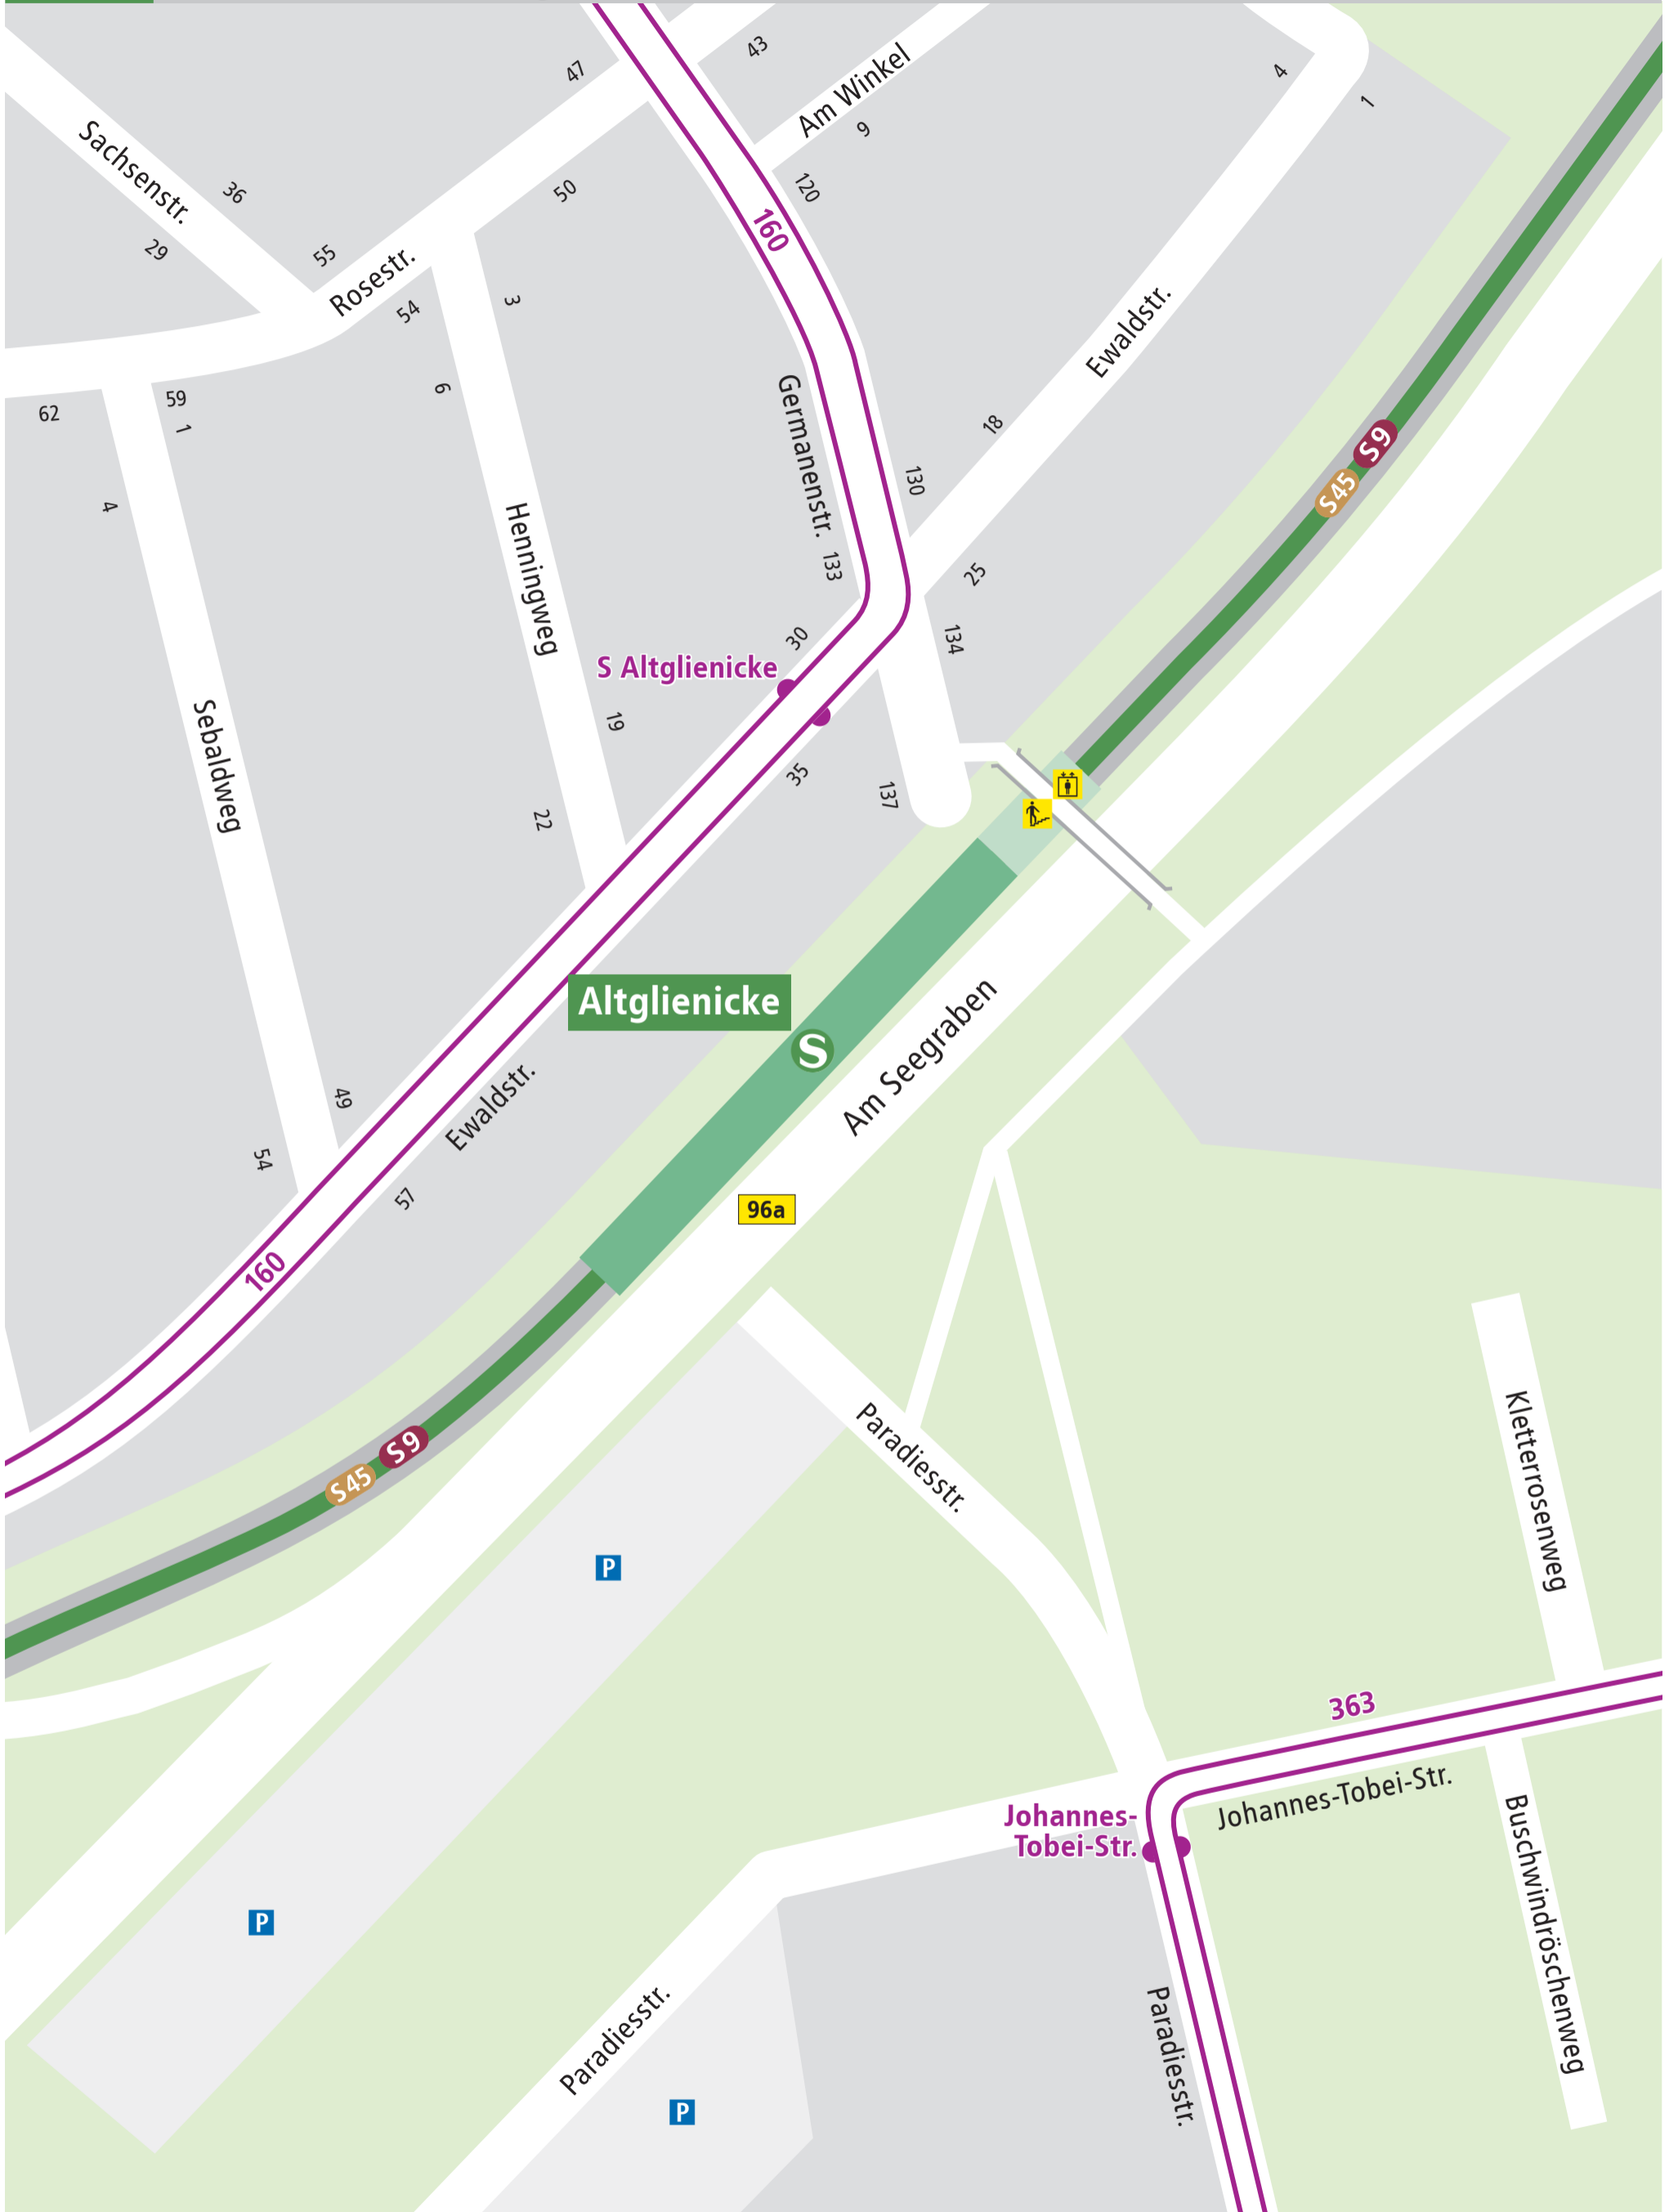 43
47
Am Winkel
9
4
1
Sachsenstr.
36
29
50
120
160
55
Rosestr.
54
3
6
62
59
1
4
Ewaldstr.
18
Germanenstr.
130
133
25
S9
S45
Henningweg
30
134
S Altglienicke
19
35
137
22
Sebaldweg
Altglienicke
S
Am Seegraben
49
54
Ewaldstr.
57
96a
160
S9
S45
Paradiesstr.
Kletterrosenweg
P
363
Johannes-Tobei-Str.
Johannes-
Tobei-Str.
Buschwindröschenweg
P
Paradiesstr.
Paradiesstr.
P